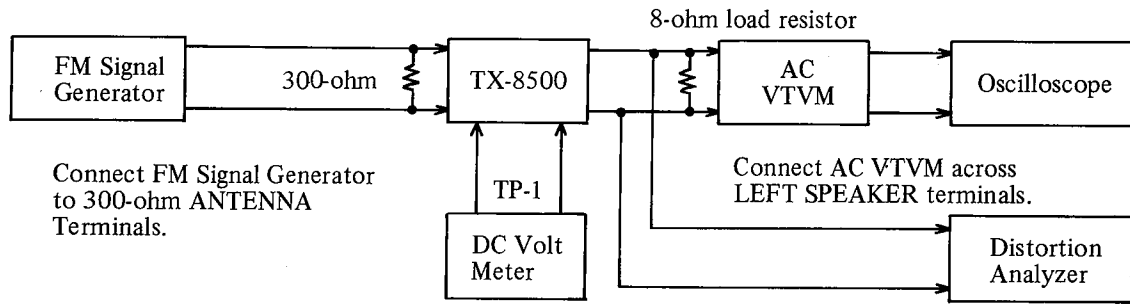 8-ohm load resistor
FM Signal
Generator
300-ohm
TX-8500
AC
VTVM
Oscilloscope
Connect FM Signal Generator
to 300-ohm ANTENNA
Terminals.
TP-1
Connect AC VTVM across
LEFT SPEAKER terminals.
DC Volt
Meter
Distortion
Analyzer